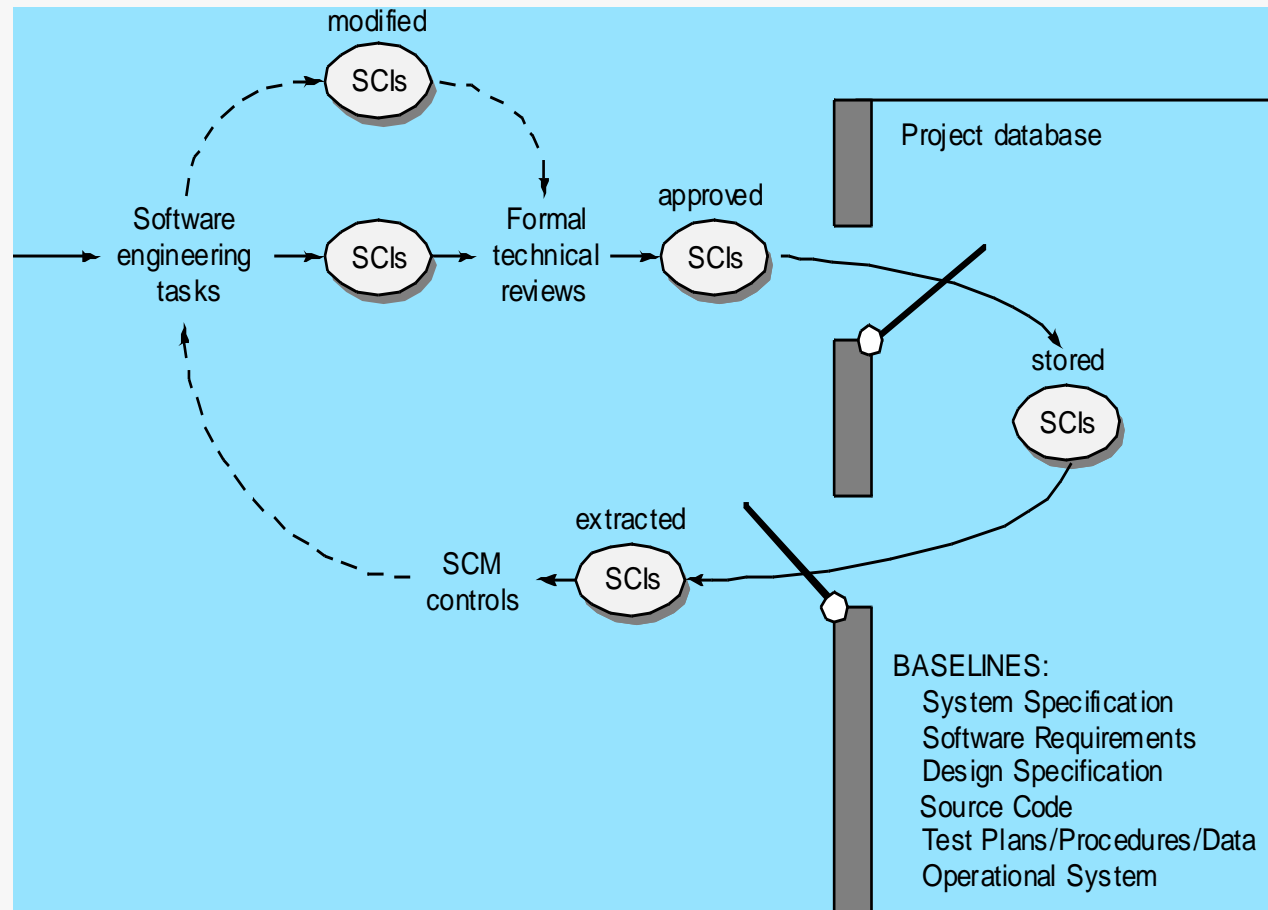 modified
SCIs
Project database
Software
engineering
tasks
SCIs
Formal
technical
reviews
approved
SCIs
stored
SCIs
extracted
SCIs
SCM
controls
BASELINES:
System Specification
Software Requirements
Design Specification
Source Code
Test Plans/Procedures/Data
Operational System